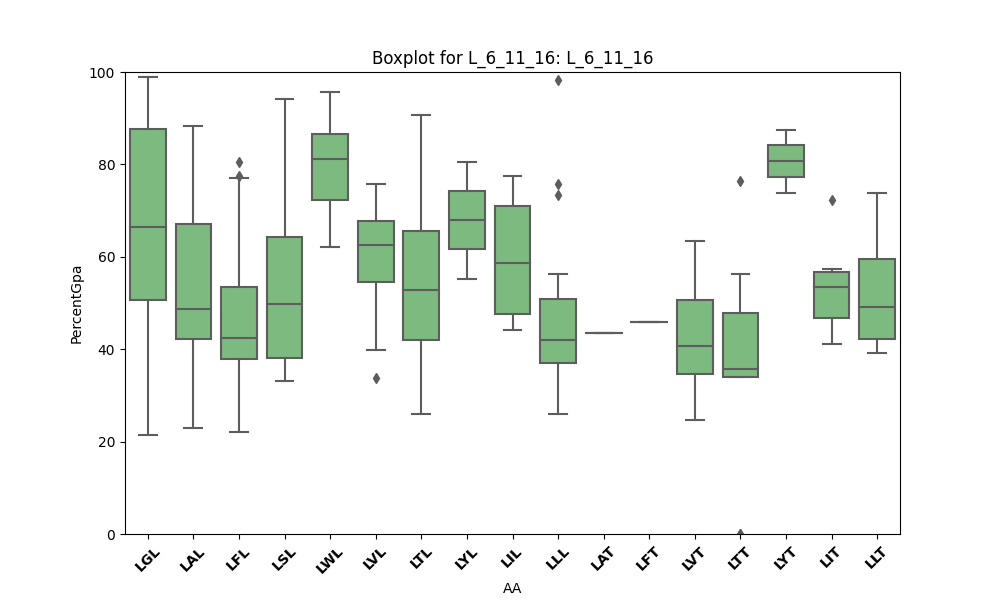 Boxplot for L_6_11_16: L_6_11_16
100
80
60
40
20
0
PercentGpa
LGL LAL LFL LSL LWL LVL LTL LYL LIL LLL LAT LFT LVT LTT LYT LIT LLT
AA